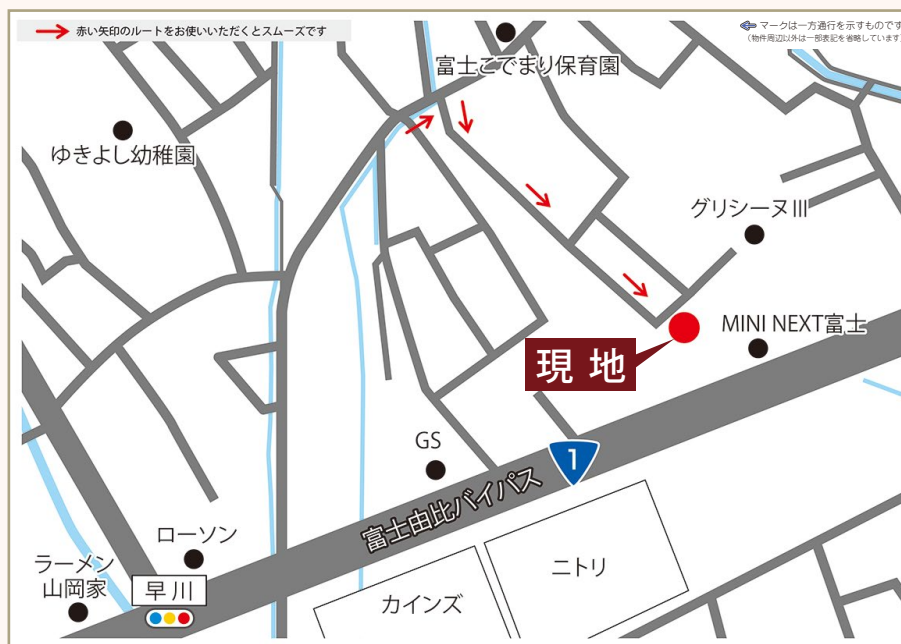 赤い矢印のルートをお使いいただくとスムーズです
マークは一方通行を示すものです
(物件周辺以外は一部表記を省略しています)
富士こでまり保育園
ゆきよし幼稚園
グリシーヌⅢ
MINI NEXT富士
現地
GS
1
富士由比バイパス
ローソン
ラーメン
山岡家
早川
ニトリ
カインズ